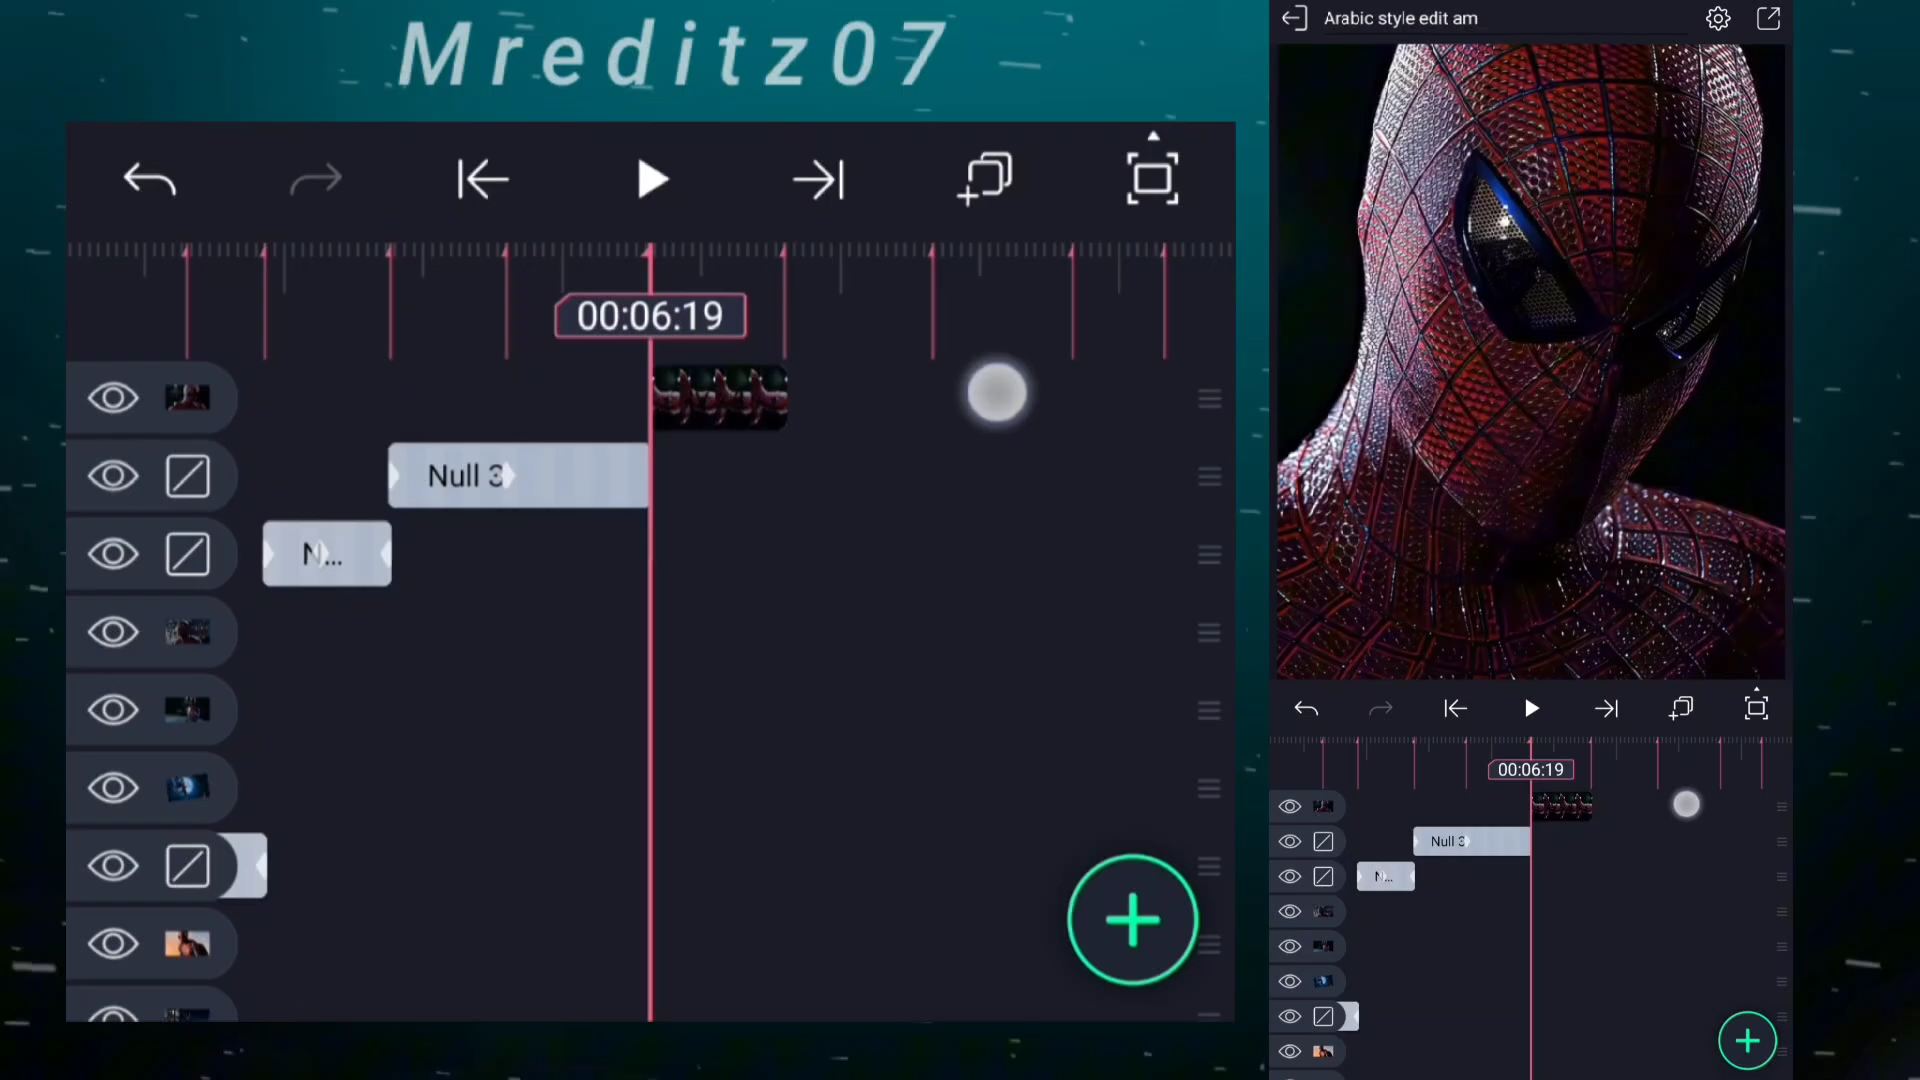 Mreditz07
Arabic style edit am
00:06:19
Null 3
N...
00:06:19
Null 3
N...